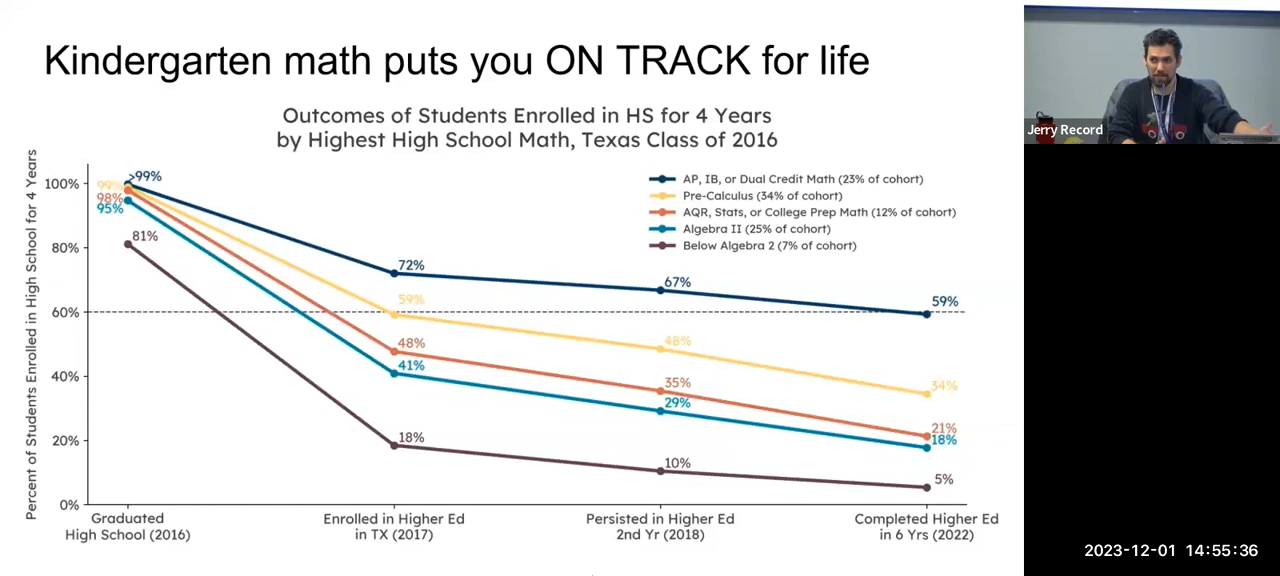 Kindergarten math puts you ON TRACK for life
Outcomes of Students Enrolled in HS for 4 Years
by Highest High School Math, Texas Class of 2016
Percent of Students Enrolled in High School for 4 Years
100%
80%
60%
40%
20%
0%
AP, IB, or Dual Credit Math (23% of cohort)
Pre-Calculus (34% of cohort)
AQR, Stats, or College Prep Math (12% of cohort)
Algebra II (25% of cohort)
Below Algebra 2 (7% of cohort)
>99%
99%
98%
95%
81%
72%
59%
48%
41%
18%
67%
48%
35%
29%
10%
59%
34%
21%
18%
5%
Graduated
High School (2016)
Enrolled in Higher Ed
in TX (2017)
Persisted in Higher Ed
2nd Yr (2018)
Completed Higher Ed
in 6 Yrs (2022)
Jerry Record
2023-12-01 14:55:36